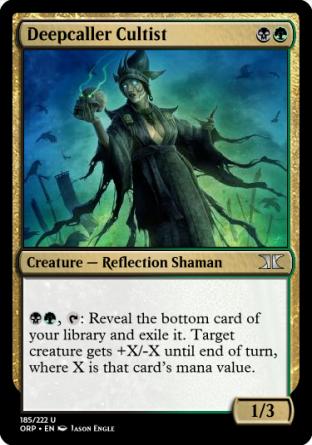 Deepcaller Cultist
Creature — Reflection Shaman
: Reveal the bottom card of
your library and exile it. Target
creature gets +X/-X until end of turn,
where X is that card's mana value.
1/3
185/222 U
ORP • EN Jason Engle